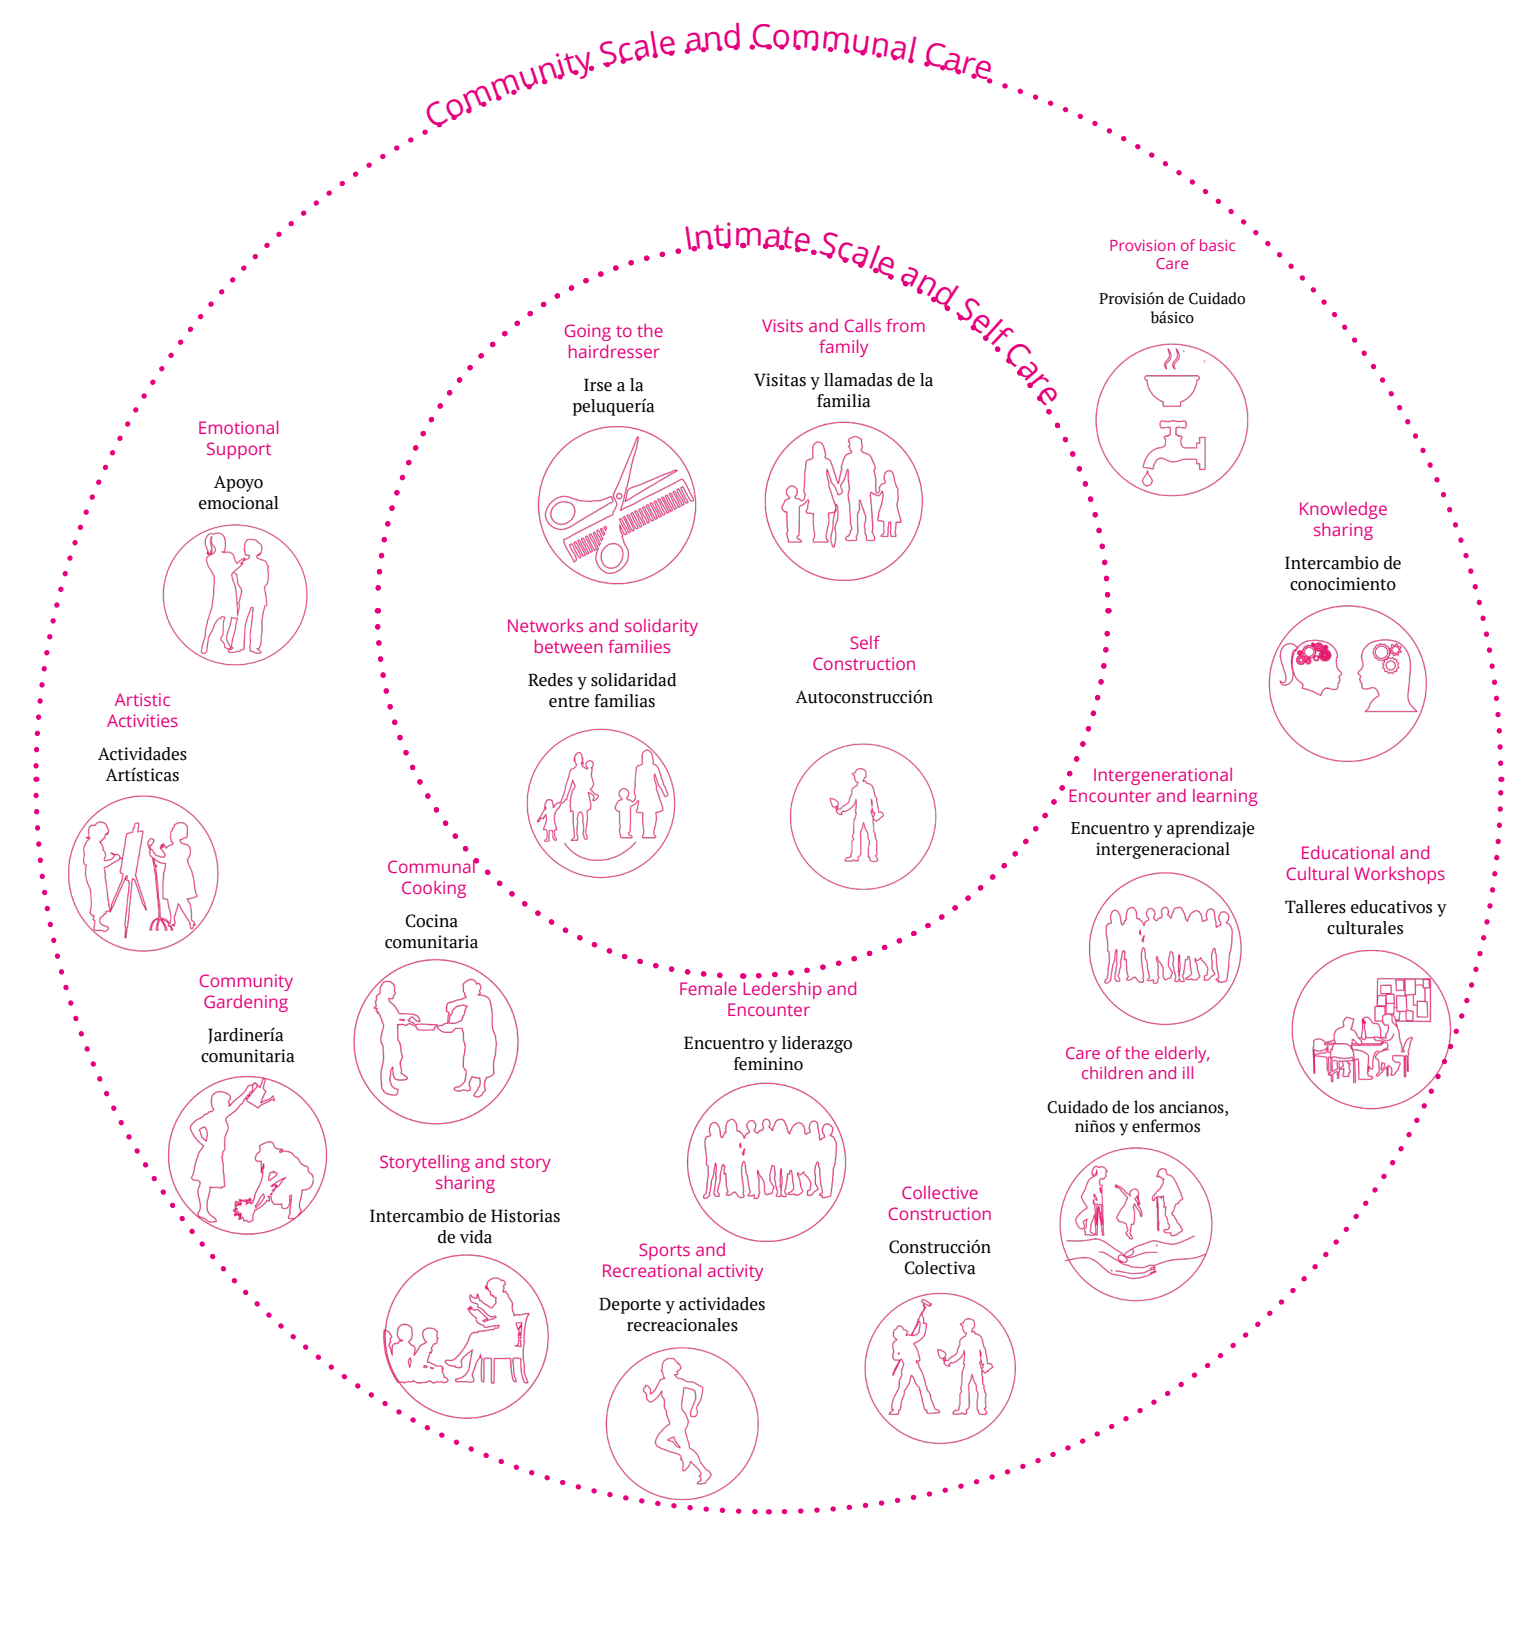 Community Scale and Communal Care
Intimate Scale and Self Care
Provision of basic
Care
Provisión de Cuidado
básico
Going to the
hairdresser
Irse a la
peluquería
Visits and Calls from
family
Visitas y llamadas de la
familia
Emotional
Support
Apoyo
emocional
Knowledge
sharing
Intercambio de
conocimiento
Networks and solidarity
between families
Redes y solidaridad
entre familias
Self
Construction
Autoconstrucción
Artistic
Activities
Actividades
Artísticas
Intergenerational
Encounter and learning
Encuentro y aprendizaje
intergeneracional
Educational and
Cultural Workshops
Talleres educativos y
culturales
Communal
Cooking
Cocina
comunitaria
Community
Gardening
Jardinería
comunitaria
Female Ledership and
Encounter
Encuentro y liderazgo
feminino
Care of the elderly,
children and ill
Cuidado de los ancianos,
niños y enfermos
Storytelling and story
sharing
Intercambio de Historias
de vida
Collective
Construction
Construcción
Colectiva
Sports and
Recreational activity
Deporte y actividades
recreacionales